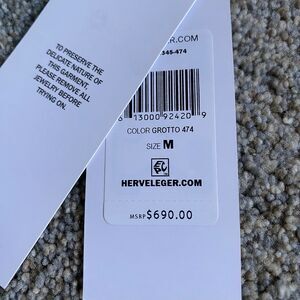 TO PRESERVE THE
DELICATE NATURE OF
THIS GARMENT,
PLEASE REMOVE ALL
JEWELRY BEFORE
TRYING ON.
GER.COM
345-474
13000 92420 9
COLOR GROTTO 474
SIZE M
HERVELEGER.COM
MSRP $690.00